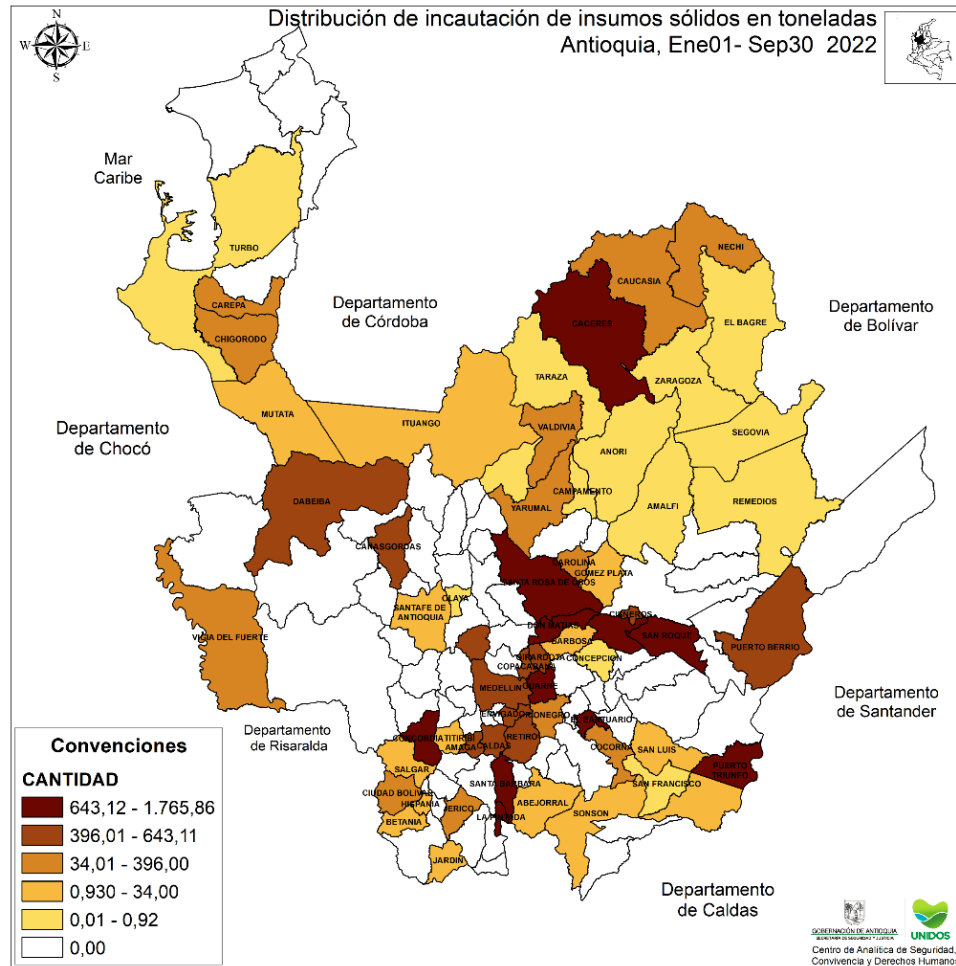 Distribución de incautación de insumos sólidos en toneladas
Antioquia, Ene01- Sep30 2022
N
W
E
S
Mar
Caribe
TURBO
NECHI
CAUCASIA
CAREPA
Departamento
de Córdoba
Departamento
de Bolívar
CACERES
EL BAGRE
CHIGORODO
TARAZA
ZARAGOZA
MUTATA
ITUANGO
Departamento
de Chocó
VALDIVIA
SEGOVIA
ANORI
DABEIBA
CAMPAMENTO
YARUMAL
AMALFI
REMEDIOS
CAÑASGORDAS
CAROLINA
GOMEZ PLATA
SANTA ROSA DE OSOS
OLAYA
SANTAFE DE
ANTIOQUIA
CISNEROS
DON MATIAS
SAN ROQUE
VIGIA DEL FUERTE
BARBOSA
PUERTO BERRIO
GIRARDOTA
CONCEPCION
COPACABANA
MEDELLIN
GUARNE
Departamento
de Santander
ENVIGADO
RIONEGRO
EL SANTUARIO
Departamento
de Risaralda
CONCORDIA
TITIRIBI
AMAGA
CALDAS
RETIRO
COCORNA
SAN LUIS
SALGAR
PUERTO
TRIUNFO
CIUDAD BOLIVAR
SANTA BARBARA
SAN FRANCISCO
HISPANIA
JERICO
LA PINTADA
ABEJORRAL
SONSON
BETANIA
JARDIN
Departamento
de Caldas
Convenciones
CANTIDAD
643,12 - 1.765,86
396,01 - 643,11
34,01 - 396,00
0,930 - 34,00
0,01 - 0,92
0,00
GOBERNACIÓN DE ANTIOQUIA
SECRETARÍA DE SEGURIDAD Y JUSTICIA
UNIDOS
Centro de Analítica de Seguridad,
Convivencia y Derechos Humanos